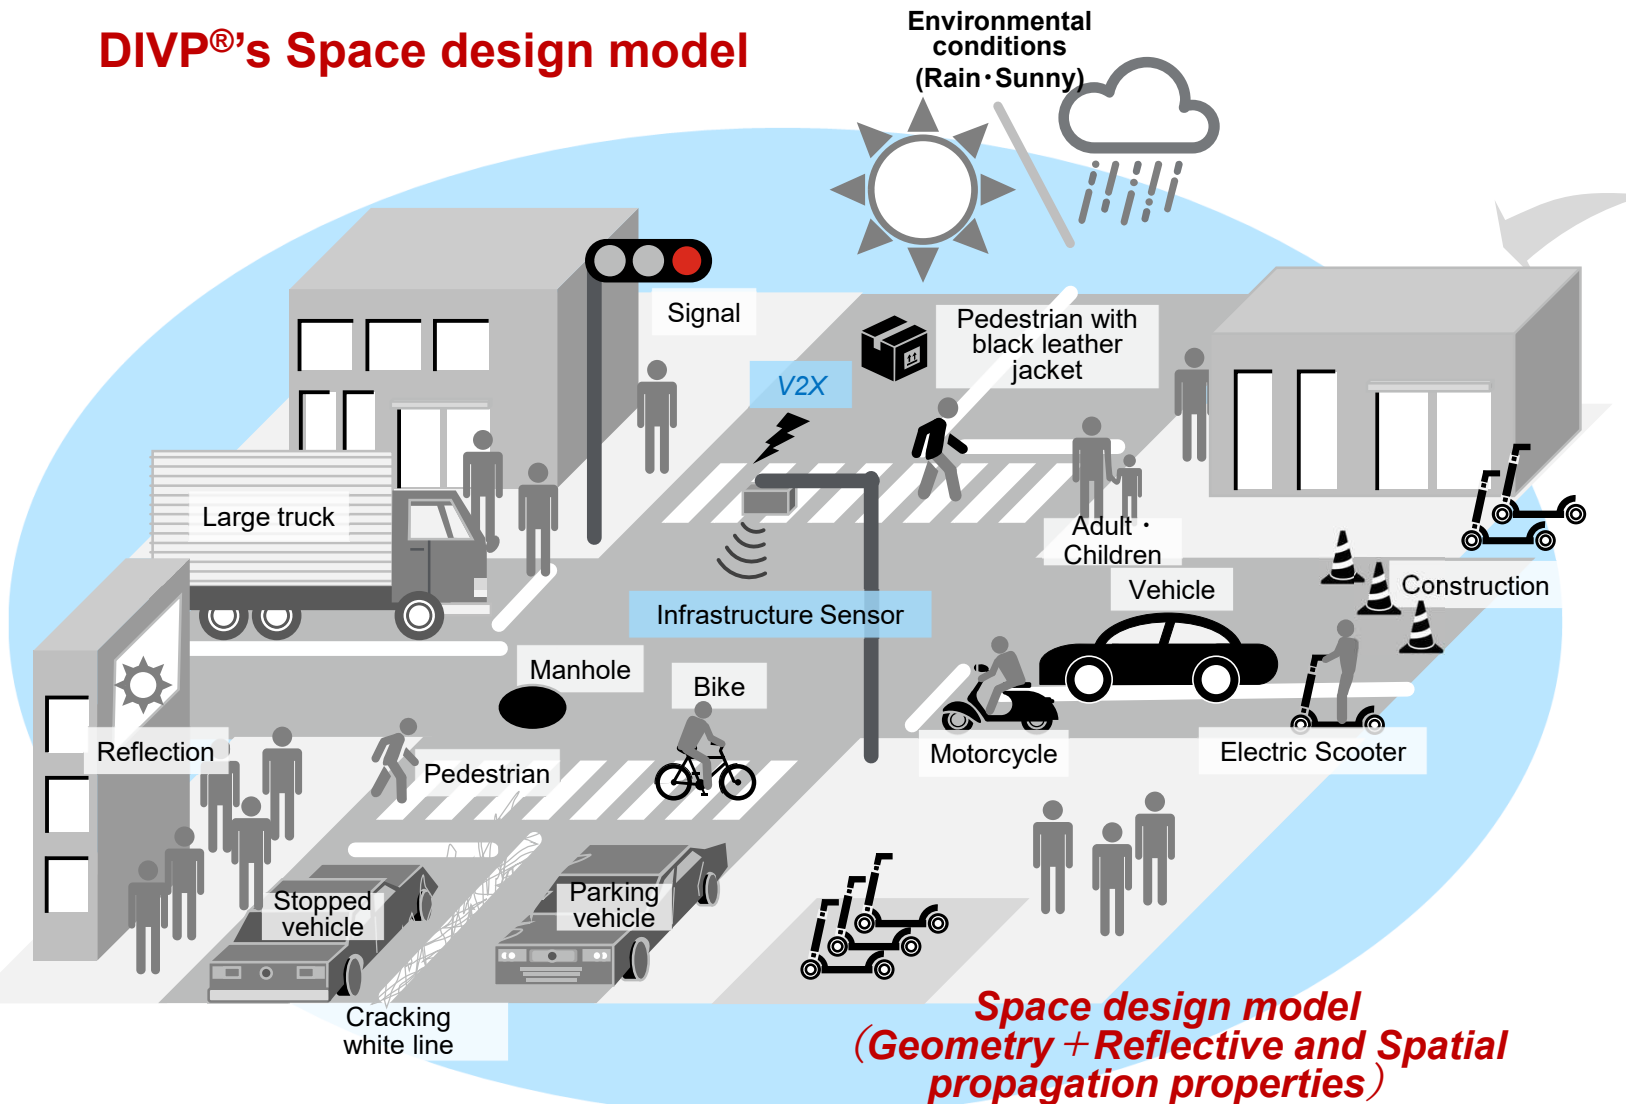 DIVP®’s Space design model
Environmental
conditions
(Rain・Sunny)
Signal
Pedestrian with
black leather
jacket
V2X
Large truck
Adult・
Children
Vehicle
Construction
Infrastructure Sensor
Manhole
Bike
Reflection
Pedestrian
Motorcycle
Electric Scooter
Stopped
vehicle
Parking
vehicle
Cracking
white line
Space design model
（Geometry＋Reflective and Spatial
propagation properties）